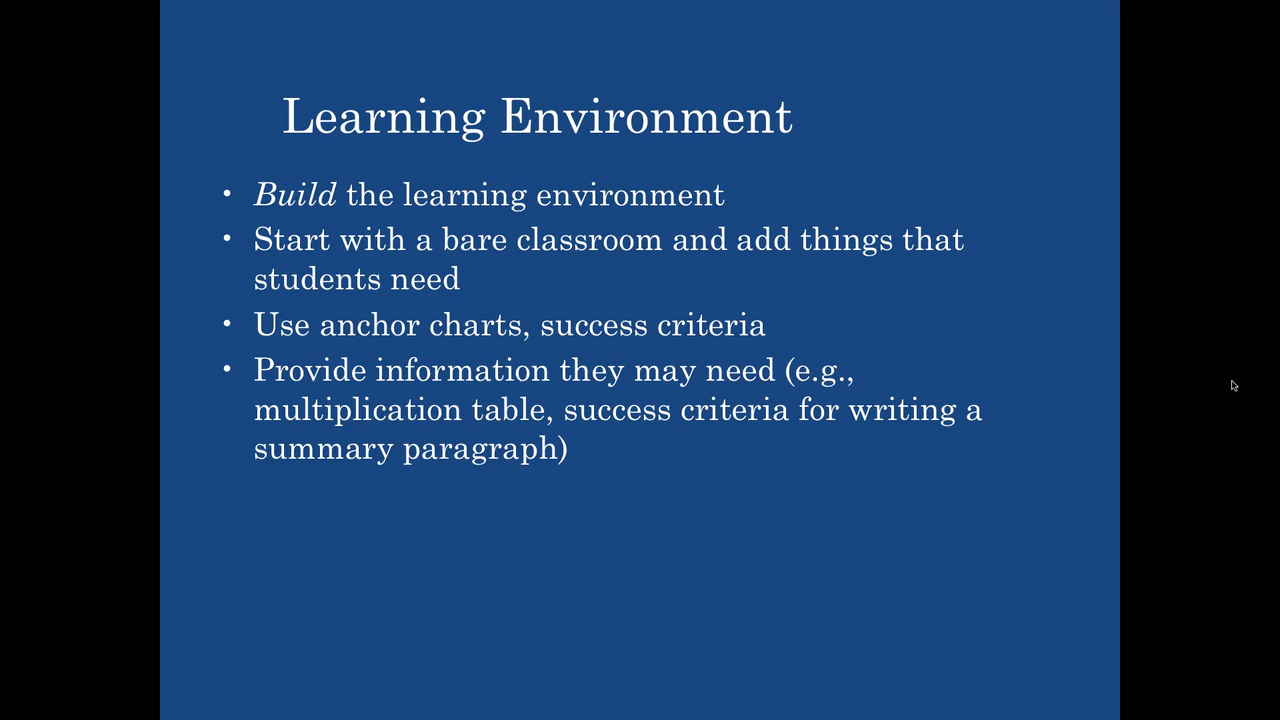 Learning Environment
• Build the learning environment
• Start with a bare classroom and add things that
students need
• Use anchor charts, success criteria
• Provide information they may need (e.g.,
multiplication table, success criteria for writing a
summary paragraph)